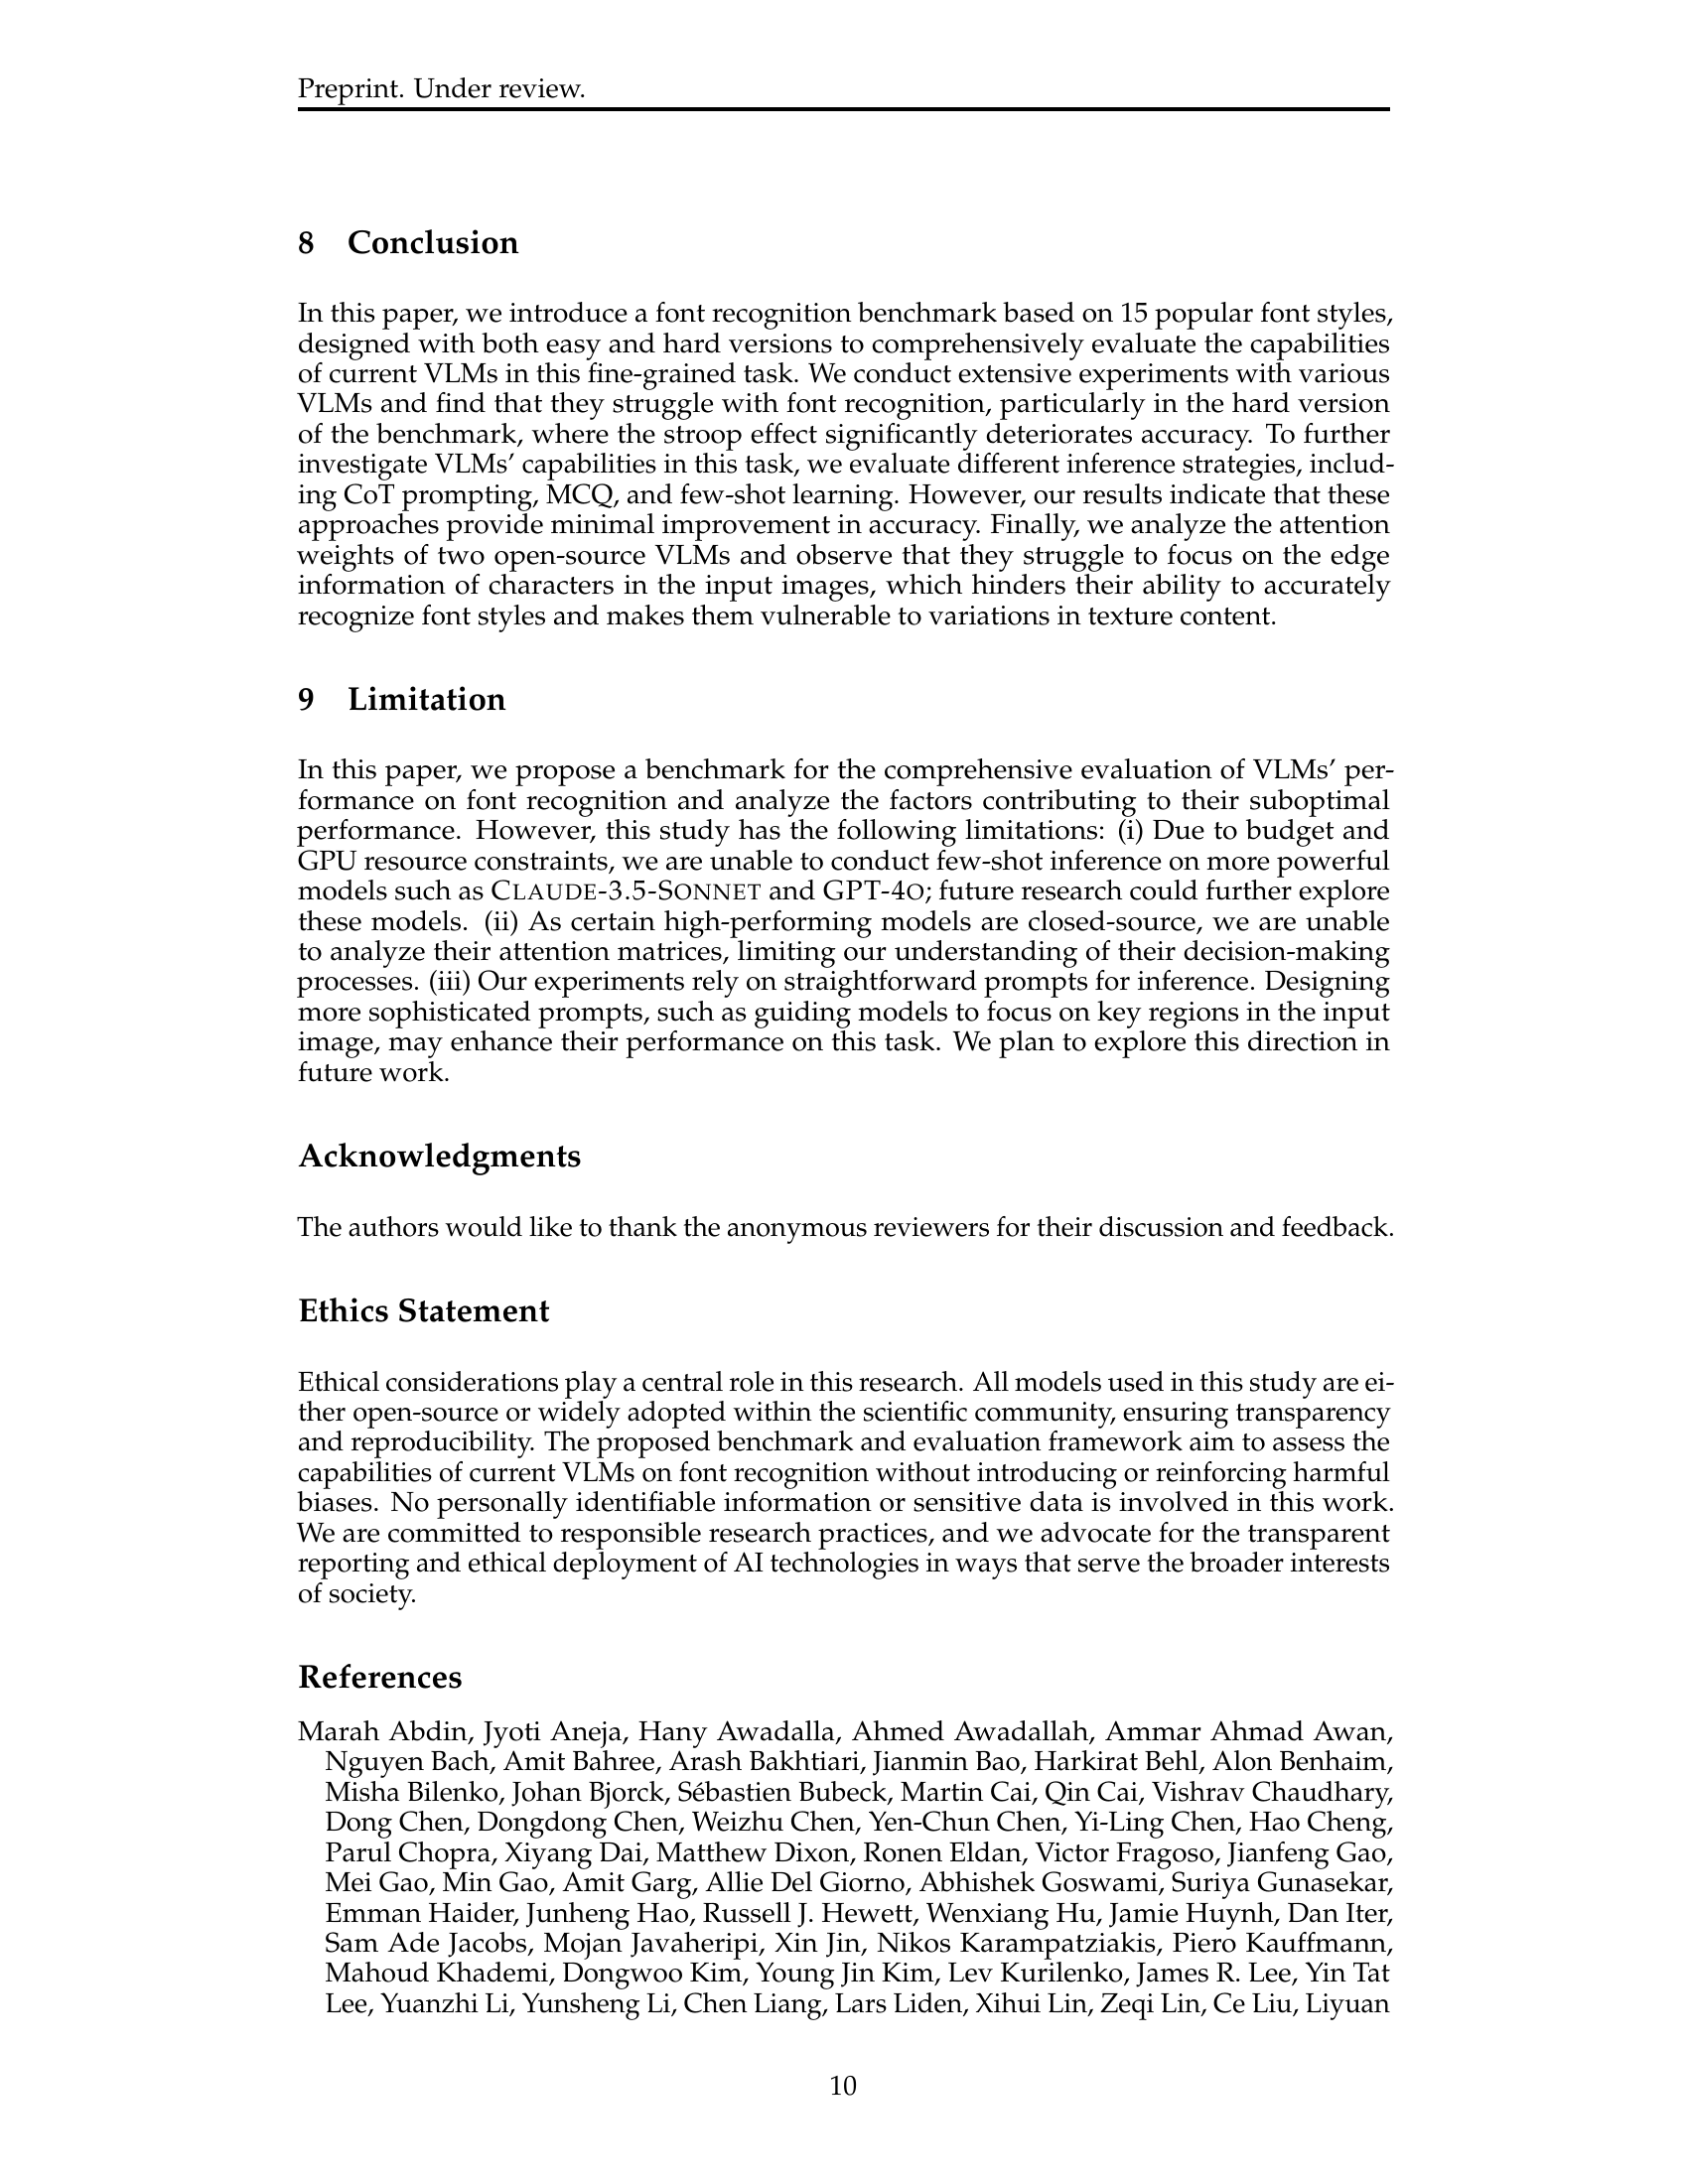 Preprint. Under review.
8 Conclusion
In this paper, we introduce a font recognition benchmark based on 15 popular font styles,
designed with both easy and hard versions to comprehensively evaluate the capabilities
of current VLMs in this fine-grained task. We conduct extensive experiments with various
VLMs and find that they struggle with font recognition, particularly in the hard version
of the benchmark, where the stroop effect significantly deteriorates accuracy. To further
investigate VLMs’ capabilities in this task, we evaluate different inference strategies, includ-
ing CoT prompting, MCQ, and few-shot learning. However, our results indicate that these
approaches provide minimal improvement in accuracy. Finally, we analyze the attention
weights of two open-source VLMs and observe that they struggle to focus on the edge
information of characters in the input images, which hinders their ability to accurately
recognize font styles and makes them vulnerable to variations in texture content.
9 Limitation
In this paper, we propose a benchmark for the comprehensive evaluation of VLMs’ per-
formance on font recognition and analyze the factors contributing to their suboptimal
performance. However, this study has the following limitations: (i) Due to budget and
GPU resource constraints, we are unable to conduct few-shot inference on more powerful
models such as CLAUDE-3.5-SONNET and GPT-4O; future research could further explore
these models. (ii) As certain high-performing models are closed-source, we are unable
to analyze their attention matrices, limiting our understanding of their decision-making
processes. (iii) Our experiments rely on straightforward prompts for inference. Designing
more sophisticated prompts, such as guiding models to focus on key regions in the input
image, may enhance their performance on this task. We plan to explore this direction in
future work.
Acknowledgments
The authors would like to thank the anonymous reviewers for their discussion and feedback.
Ethics Statement
Ethical considerations play a central role in this research. All models used in this study are ei-
ther open-source or widely adopted within the scientific community, ensuring transparency
and reproducibility. The proposed benchmark and evaluation framework aim to assess the
capabilities of current VLMs on font recognition without introducing or reinforcing harmful
biases. No personally identifiable information or sensitive data is involved in this work.
We are committed to responsible research practices, and we advocate for the transparent
reporting and ethical deployment of AI technologies in ways that serve the broader interests
of society.
References
Marah Abdin, Jyoti Aneja, Hany Awadalla, Ahmed Awadallah, Ammar Ahmad Awan,
Nguyen Bach, Amit Bahree, Arash Bakhtiari, Jianmin Bao, Harkirat Behl, Alon Benhaim,
Misha Bilenko, Johan Bjorck, Sébastien Bubeck, Martin Cai, Qin Cai, Vishrav Chaudhary,
Dong Chen, Dongdong Chen, Weizhu Chen, Yen-Chun Chen, Yi-Ling Chen, Hao Cheng,
Parul Chopra, Xiyang Dai, Matthew Dixon, Ronen Eldan, Victor Fragoso, Jianfeng Gao,
Mei Gao, Min Gao, Amit Garg, Allie Del Giorno, Abhishek Goswami, Suriya Gunasekar,
Emman Haider, Junheng Hao, Russell J. Hewett, Wenxiang Hu, Jamie Huynh, Dan Iter,
Sam Ade Jacobs, Mojan Javaheripi, Xin Jin, Nikos Karampatziakis, Piero Kauffmann,
Mahoud Khademi, Dongwoo Kim, Young Jin Kim, Lev Kurilenko, James R. Lee, Yin Tat
Lee, Yuanzhi Li, Yunsheng Li, Chen Liang, Lars Liden, Xihui Lin, Zeqi Lin, Ce Liu, Liyuan
10